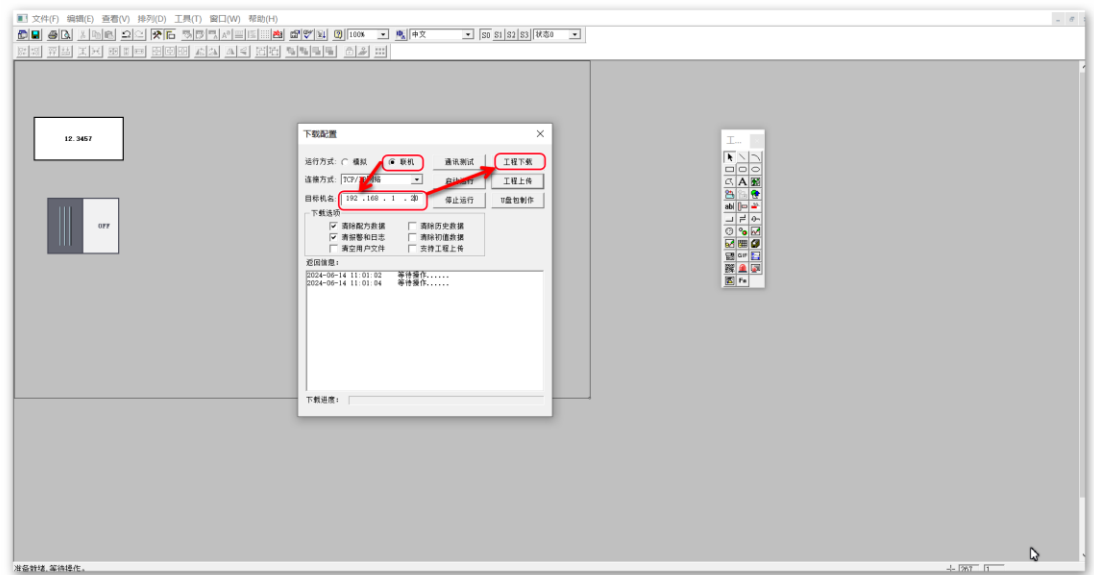 文件(F) 编辑(E) 查看(V) 排列(D) 工具(T) 窗口(W) 帮助(H)
100% 中文 S0 S1 S2 S3 状态0
12.3457
OFF
下载配置
运行方式: 模拟 联机 通讯测试 工程下载
连接方式: TCP/IP网络 启动运行 工程上传
目标机名: 192 .168 . 1 . 20 停止运行 U盘包制作
下载选项
清除配方数据 清除历史数据
清报警和日志 清除初值数据
清空用户文件 支持工程上传
返回信息:
2024-06-14 11:01:02 等待操作......
2024-06-14 11:01:04 等待操作......
下载进度:
工...
A
ab|
GIF
Fs
准备就绪,等待操作。
267 1